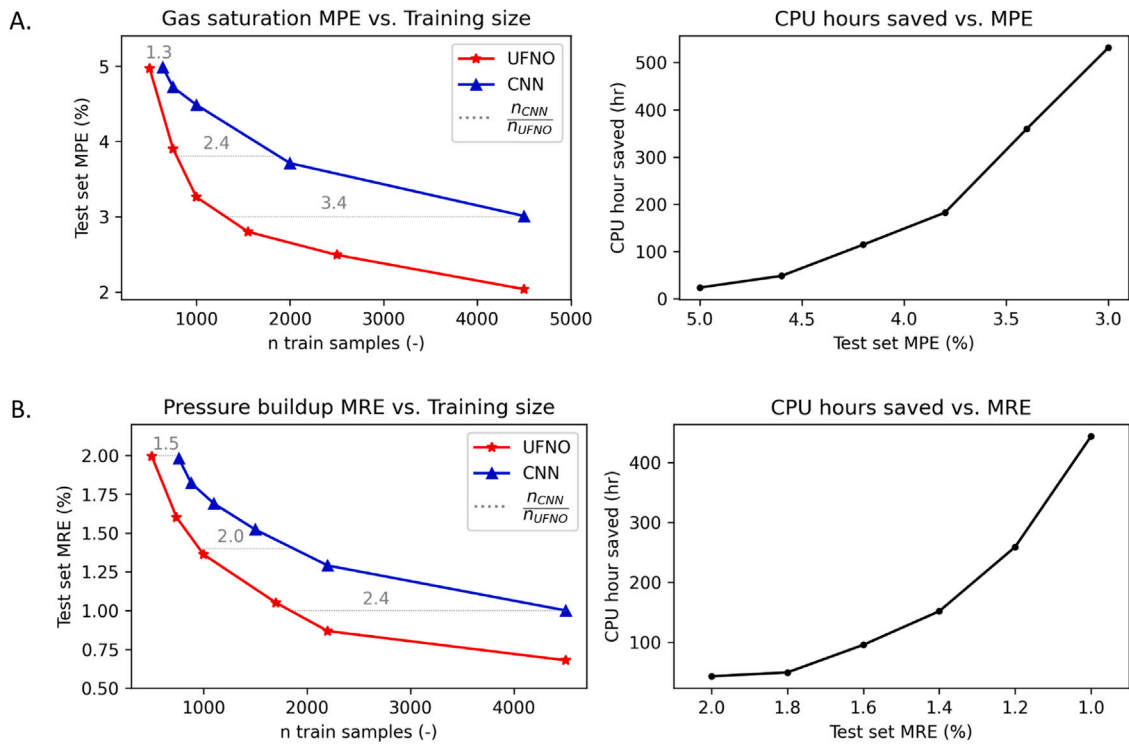 A.
Gas saturation MPE vs. Training size
1.3
2.4
3.4
UFNO
CNN
n_CNN
n_UFNO
5
4
3
2
Test set MPE (%)
1000 2000 3000 4000 5000
n train samples (-)
CPU hours saved vs. MPE
500
400
300
200
100
0
CPU hour saved (hr)
5.0 4.5 4.0 3.5 3.0
Test set MPE (%)
B.
Pressure buildup MRE vs. Training size
1.5
2.0
2.4
UFNO
CNN
n_CNN
n_UFNO
2.00
1.75
1.50
1.25
1.00
0.75
0.50
Test set MRE (%)
1000 2000 3000 4000
n train samples (-)
CPU hours saved vs. MRE
400
300
200
100
CPU hour saved (hr)
2.0 1.8 1.6 1.4 1.2 1.0
Test set MRE (%)